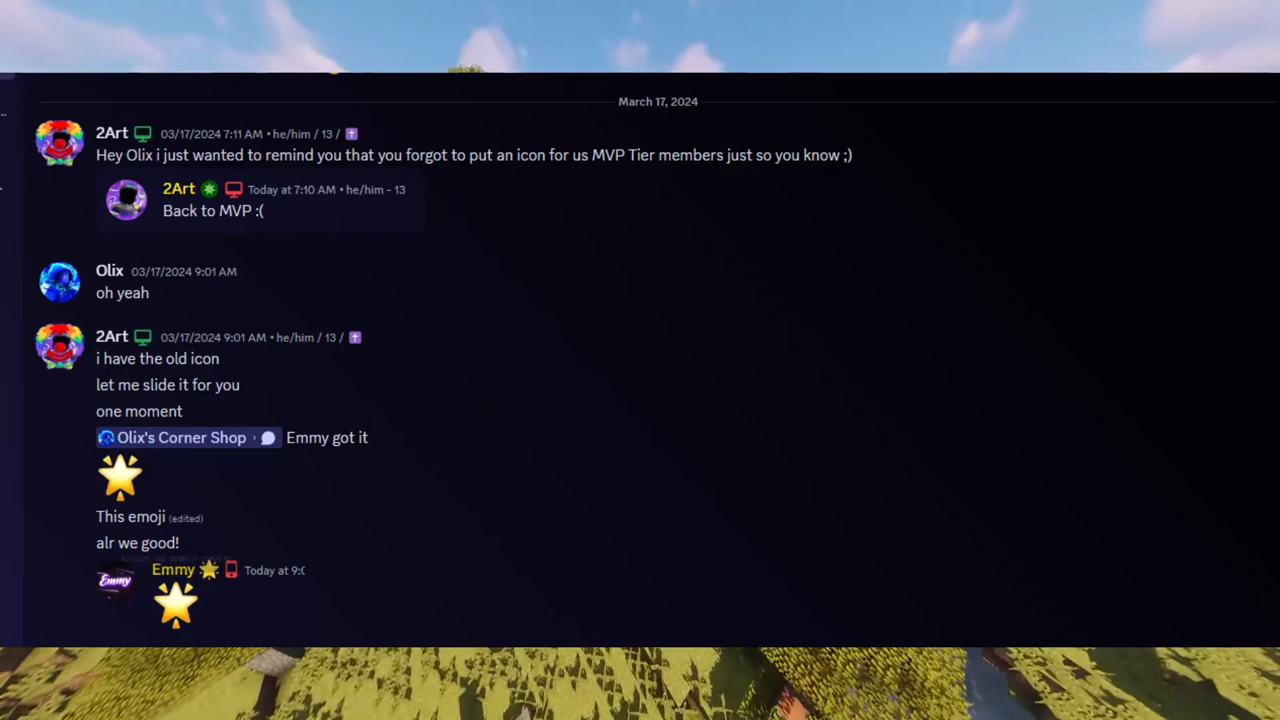 March 17, 2024
2Art 03/17/2024 7:11 AM • he/him / 13 /
Hey Olix i just wanted to remind you that you forgot to put an icon for us MVP Tier members just so you know ;)
2Art Today at 7:10 AM • he/him - 13
Back to MVP :(
Olix 03/17/2024 9:01 AM
oh yeah
2Art 03/17/2024 9:01 AM • he/him / 13 /
i have the old icon
let me slide it for you
one moment
Olix's Corner Shop › Emmy got it
🌟
This emoji (edited)
alr we good!
Emmy
Emmy 🌟 Today at 9:0
🌟